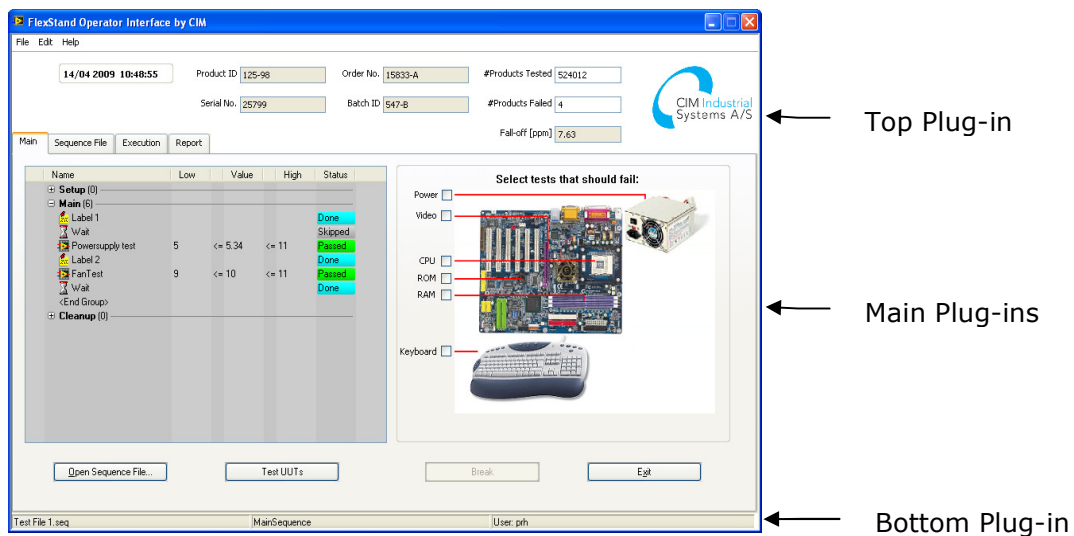 FlexStand Operator Interface by CIM
File Edit Help
14/04 2009 10:48:55
Product ID 125-98
Order No. 15833-A
#Products Tested 524012
Serial No. 25799
Batch ID 547-B
#Products Failed 4
Fall-off [ppm] 7.63
CIM Industrial
Systems A/S
Top Plug-in
Main Sequence File Execution Report
Name Low Value High Status
Setup (0)
Main (6)
Label 1 Done
Wait Skipped
Powersupply test 5 <= 5.34 <= 11 Passed
Label 2 Done
FanTest 9 <= 10 <= 11 Passed
Wait Done
<End Group>
Cleanup (0)
Select tests that should fail:
Power
Video
CPU
ROM
RAM
Keyboard
Main Plug-ins
Open Sequence File...
Test UUTs
Break
Exit
Test File 1.seq
MainSequence
User: prh
Bottom Plug-in